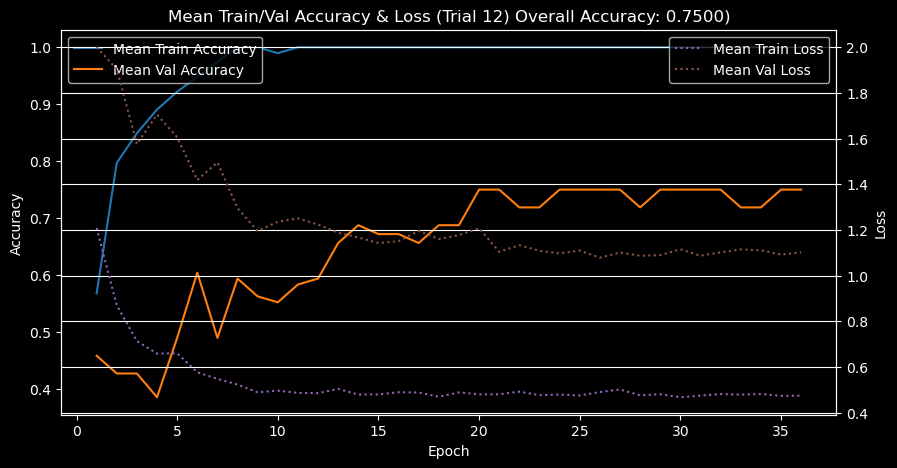 Mean Train/Val Accuracy & Loss (Trial 12) Overall Accuracy: 0.7500)
Mean Train Accuracy
Mean Val Accuracy
Mean Train Loss
Mean Val Loss
1.0
0.9
0.8
0.7
0.6
0.5
0.4
Accuracy
2.0
1.8
1.6
1.4
1.2
1.0
0.8
0.6
0.4
Loss
0 5 10 15 20 25 30 35
Epoch